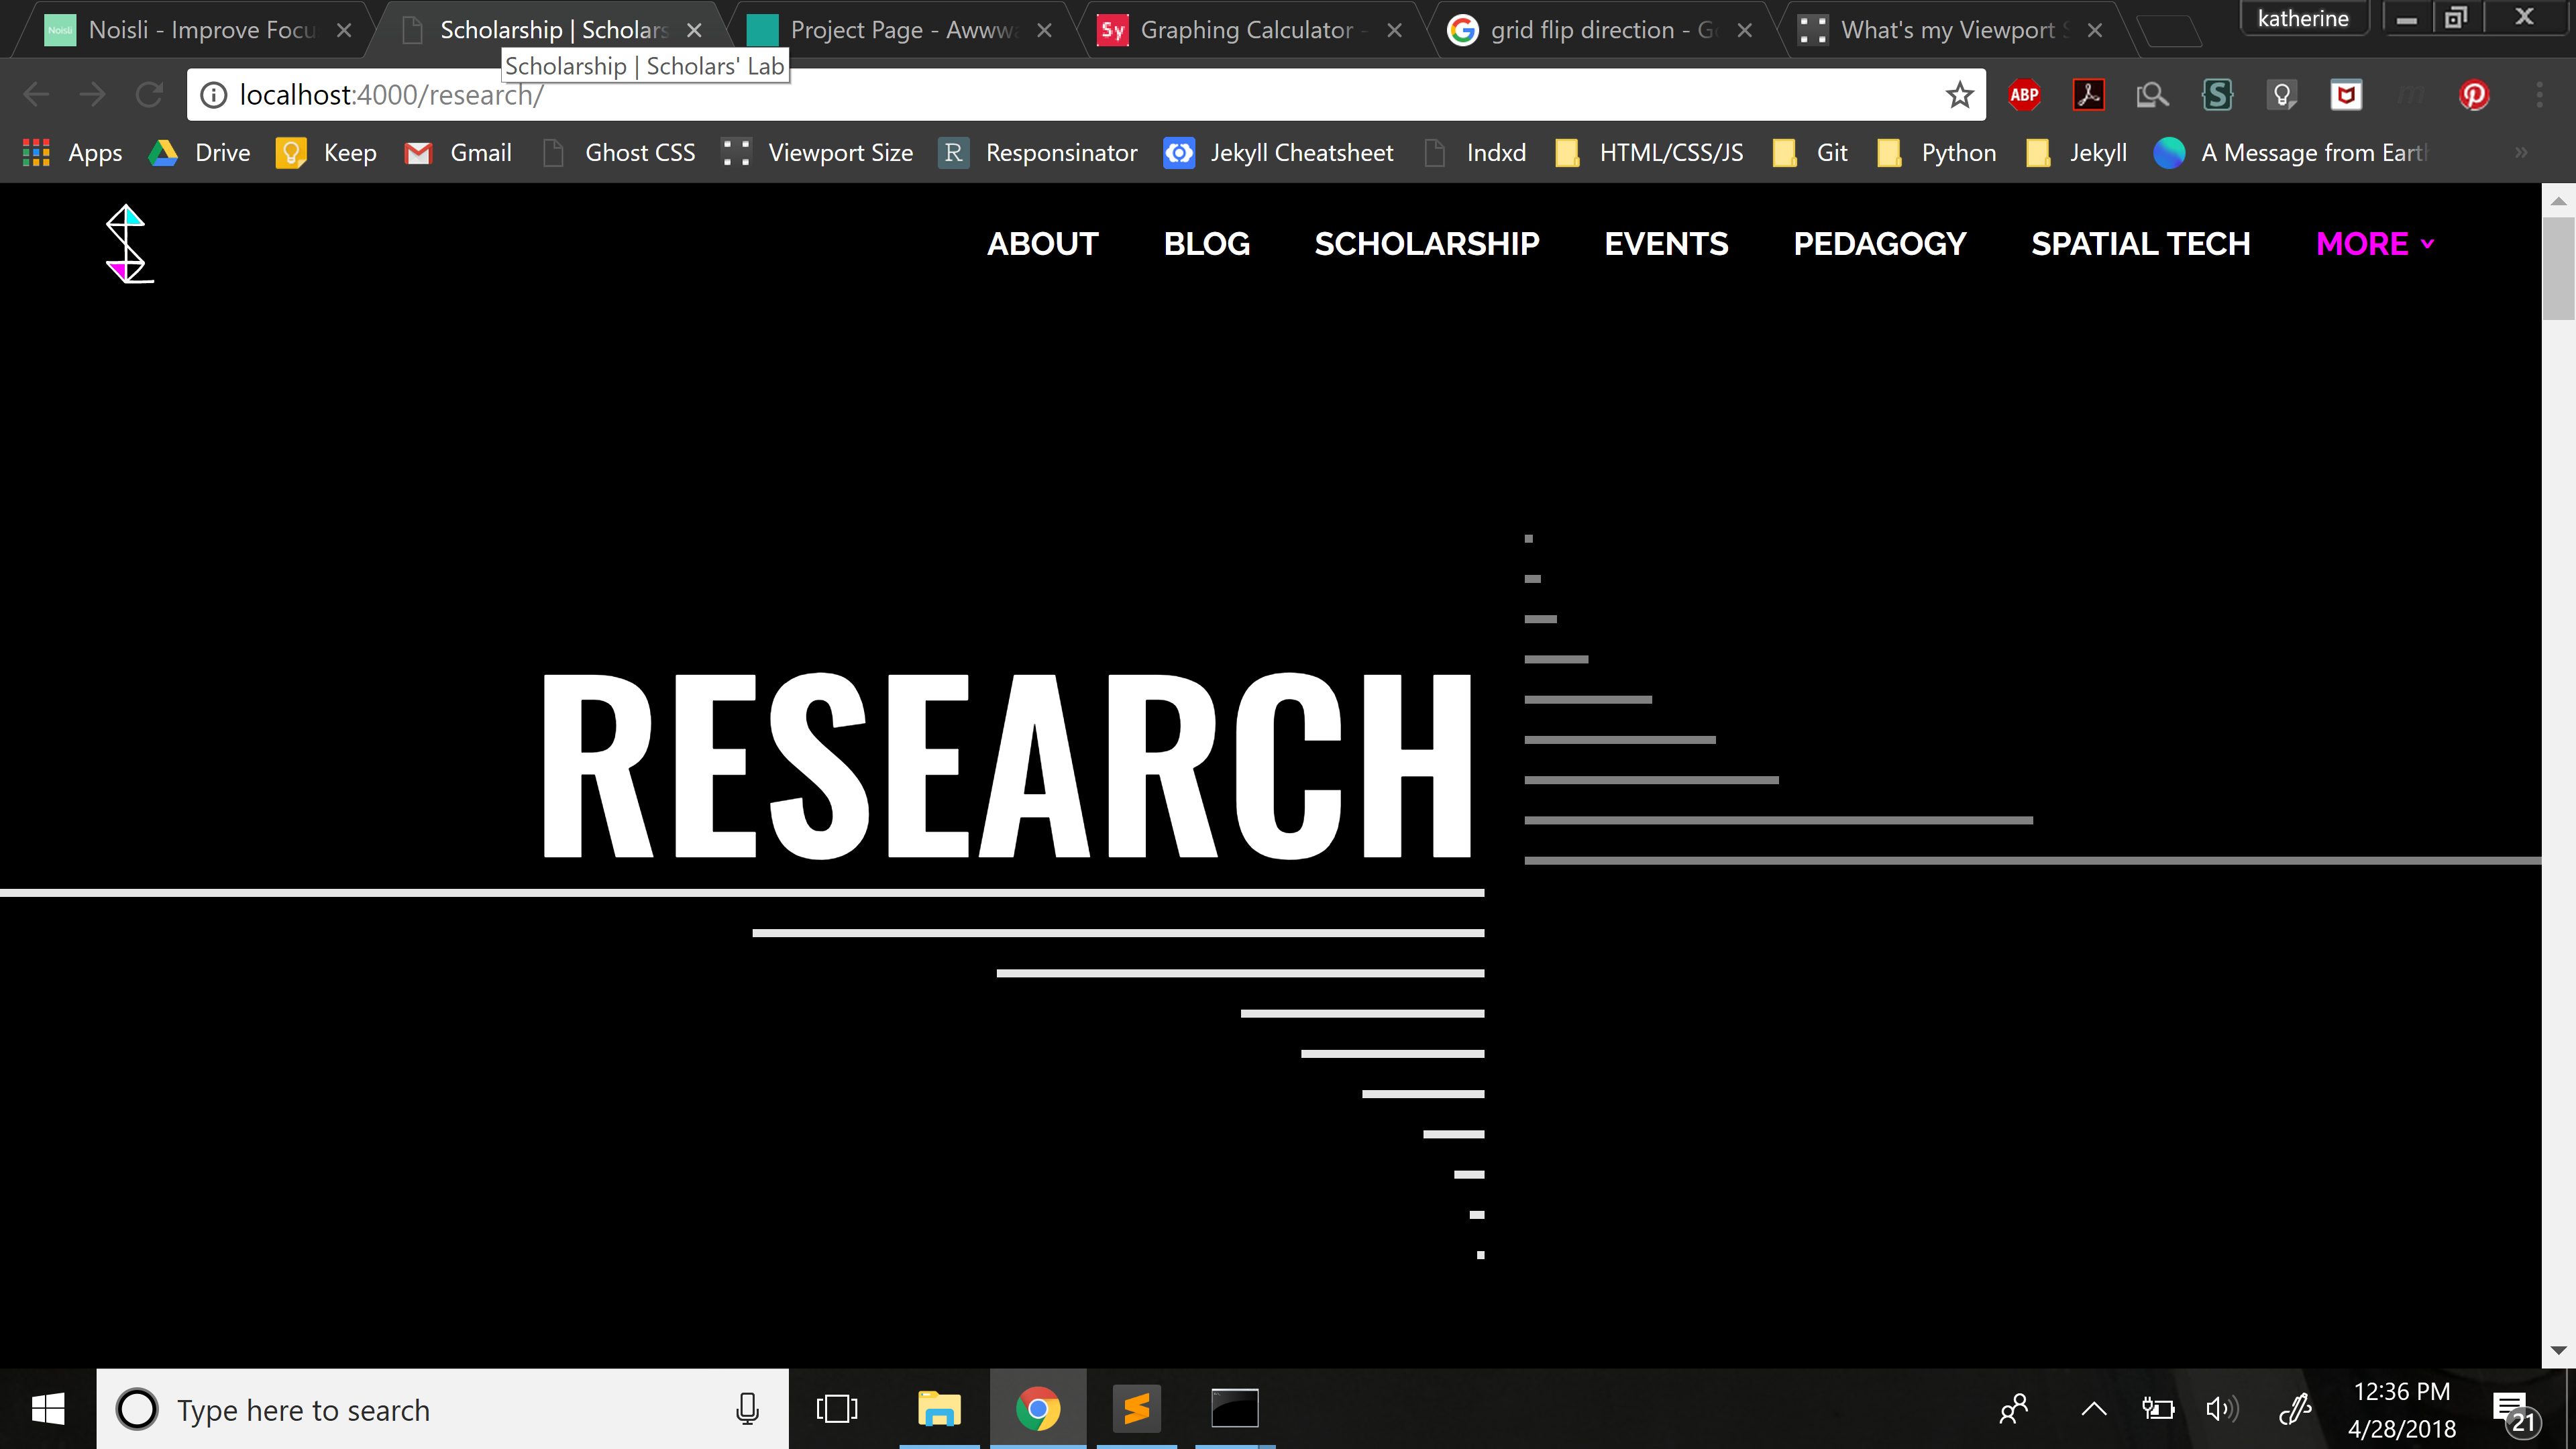 Noisli - Improve Focu
Scholarship | Scholars
Project Page - Awwwa
Sy
Graphing Calculator -
grid flip direction - Go
What's my Viewport S
katherine
Scholarship | Scholars' Lab
localhost:4000/research/
ABP
Apps
Drive
Keep
Gmail
Ghost CSS
Viewport Size
R
Responsinator
Jekyll Cheatsheet
Indxd
HTML/CSS/JS
Git
Python
Jekyll
A Message from Earth
ABOUT
BLOG
SCHOLARSHIP
EVENTS
PEDAGOGY
SPATIAL TECH
MORE
RESEARCH
Type here to search
12:36 PM
4/28/2018
21